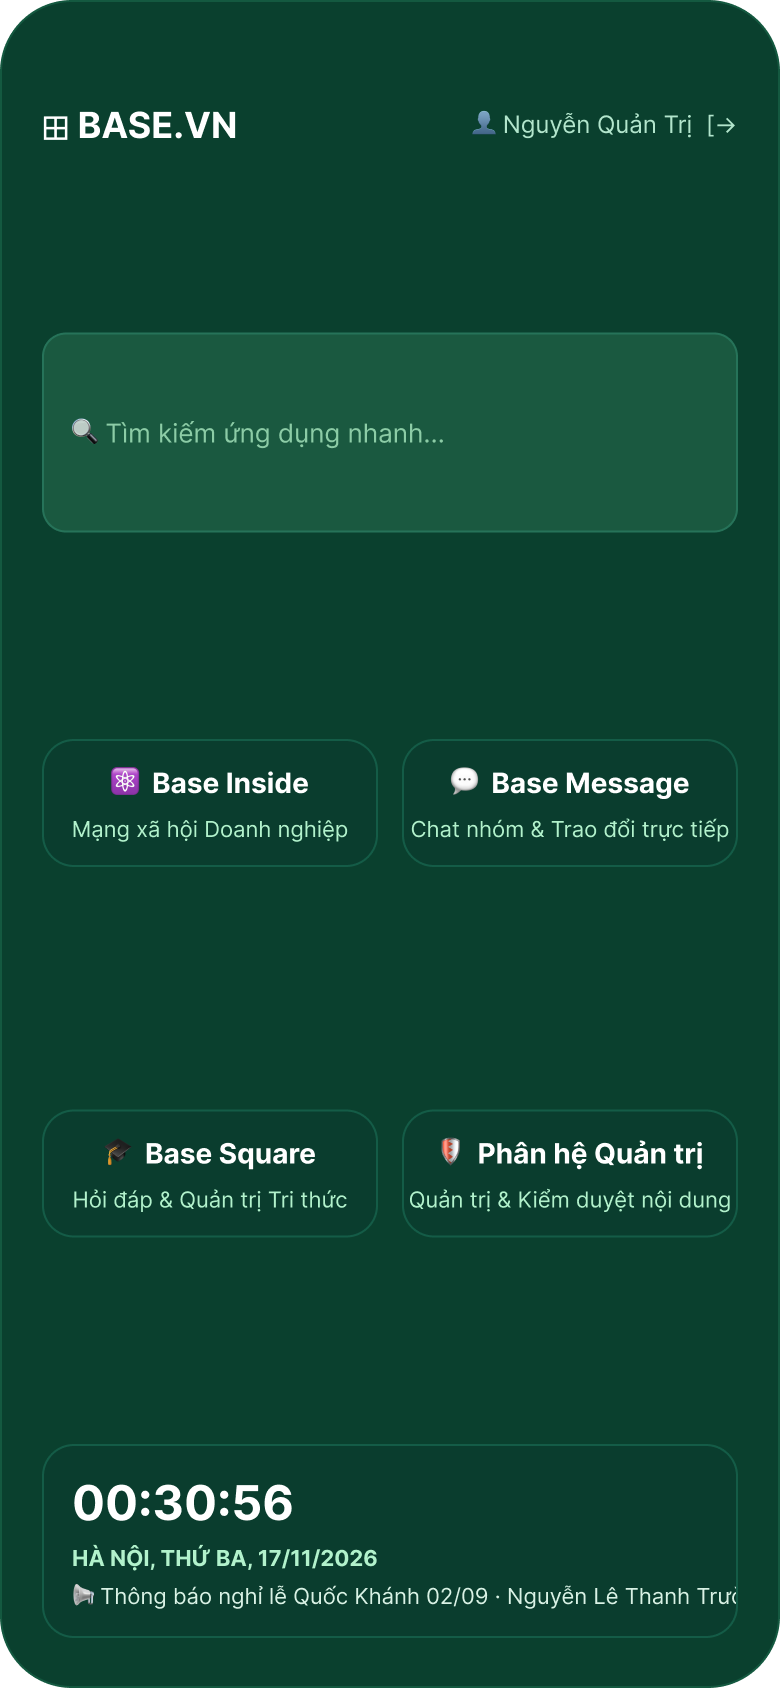 BASE.VN
Nguyễn Quản Trị [→
Tìm kiếm ứng dụng nhanh...
Base Inside
Mạng xã hội Doanh nghiệp
Base Message
Chat nhóm & Trao đổi trực tiếp
Base Square
Hỏi đáp & Quản trị Tri thức
Phân hệ Quản trị
Quản trị & Kiểm duyệt nội dung
00:30:56
HÀ NỘI, THỨ BA, 17/11/2026
Thông báo nghỉ lễ Quốc Khánh 02/09 · Nguyễn Lê Thanh